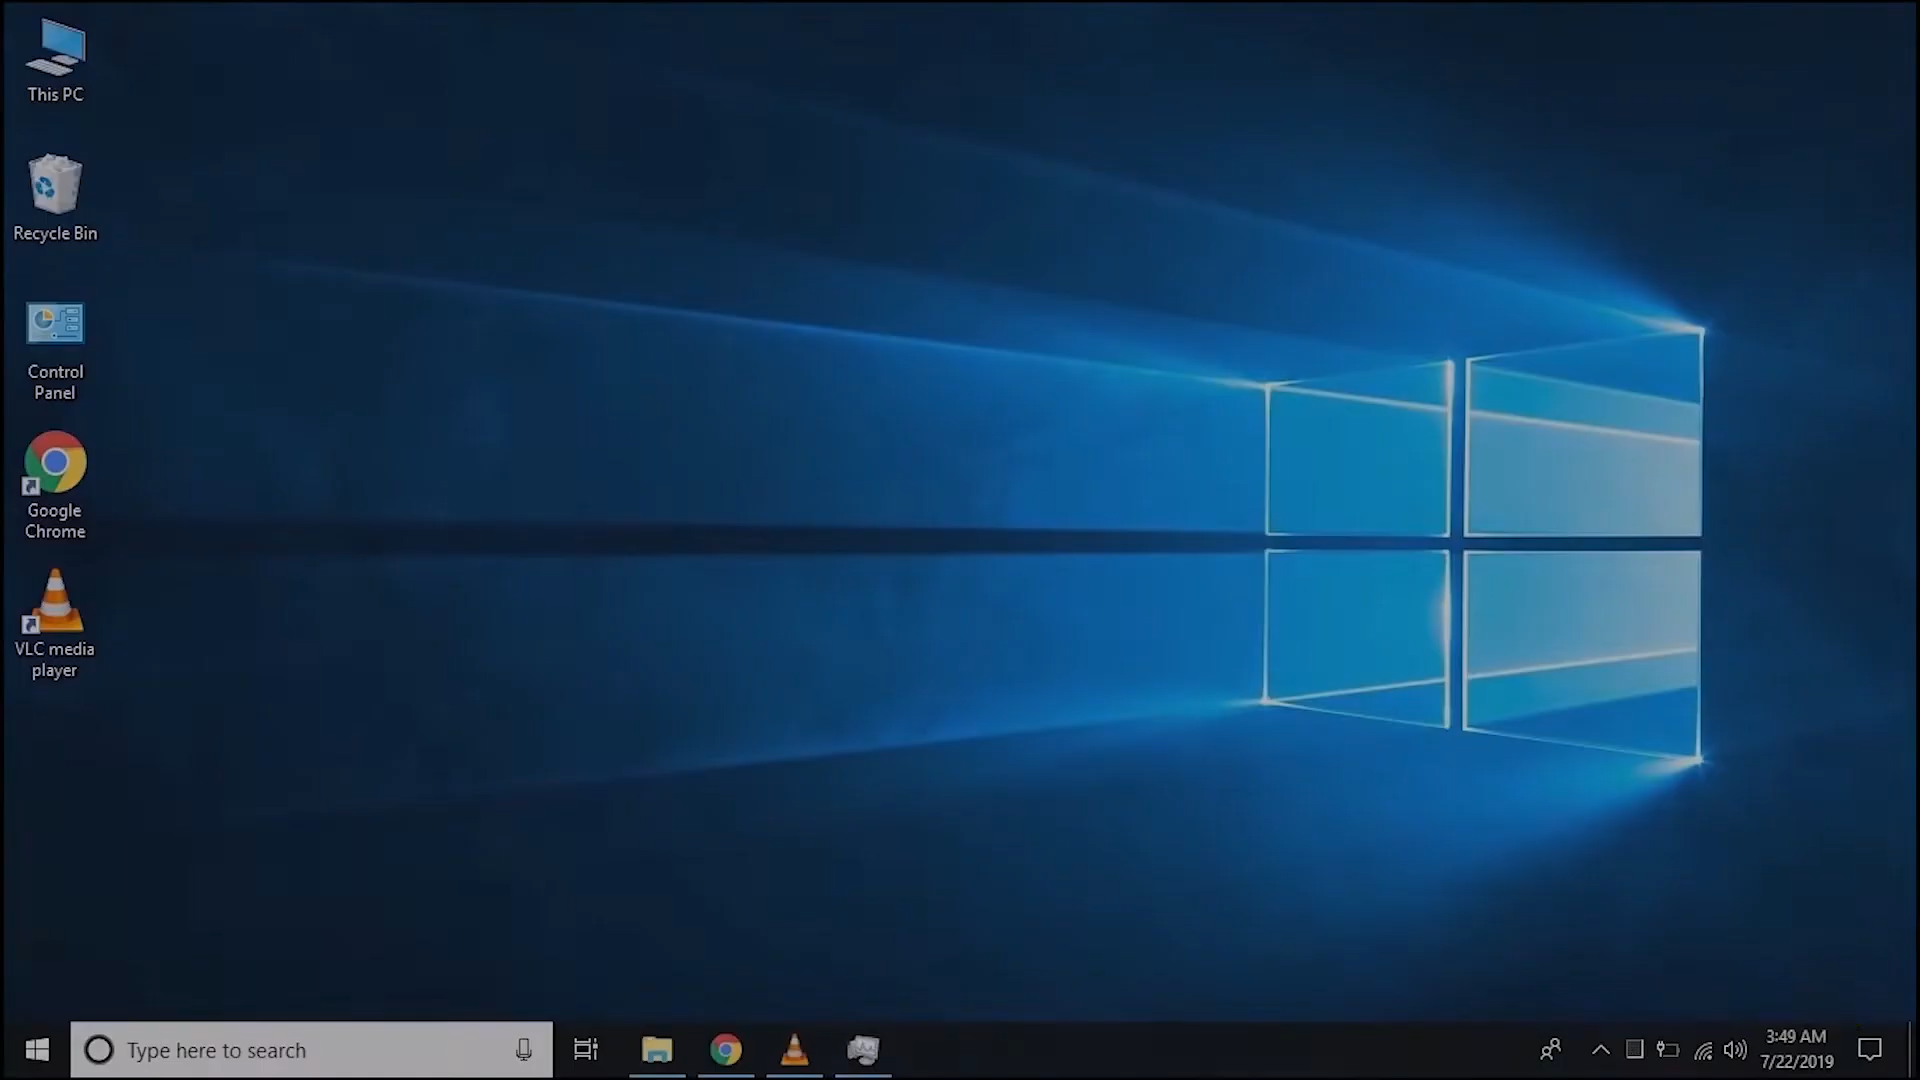 This PC
Recycle Bin
Control
Panel
Google
Chrome
VLC media
player
Type here to search
3:49 AM
7/22/2019